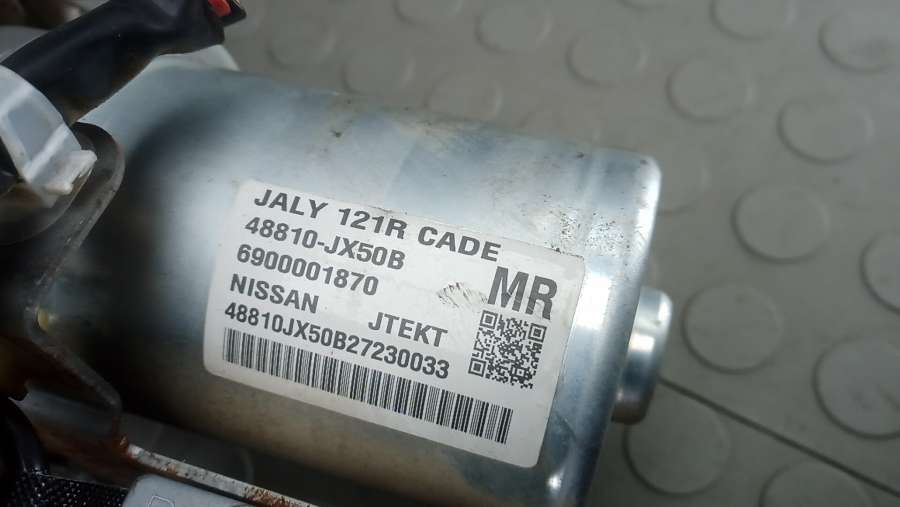 JALY 121R CADE
48810-JX50B
6900001870
MR
NISSAN JTEKT
48810JX50B27230033